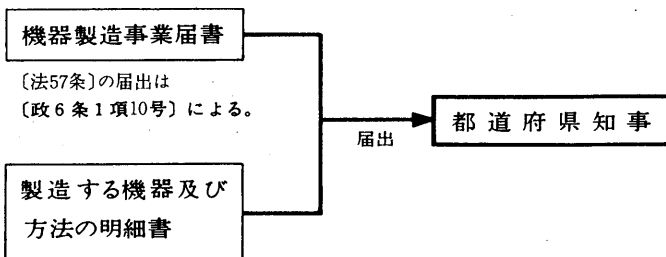 機器製造事業届書
〔法57条〕の届出は
〔政6条1項10号〕による。
届出
都道府県知事
製造する機器及び
方法の明細書